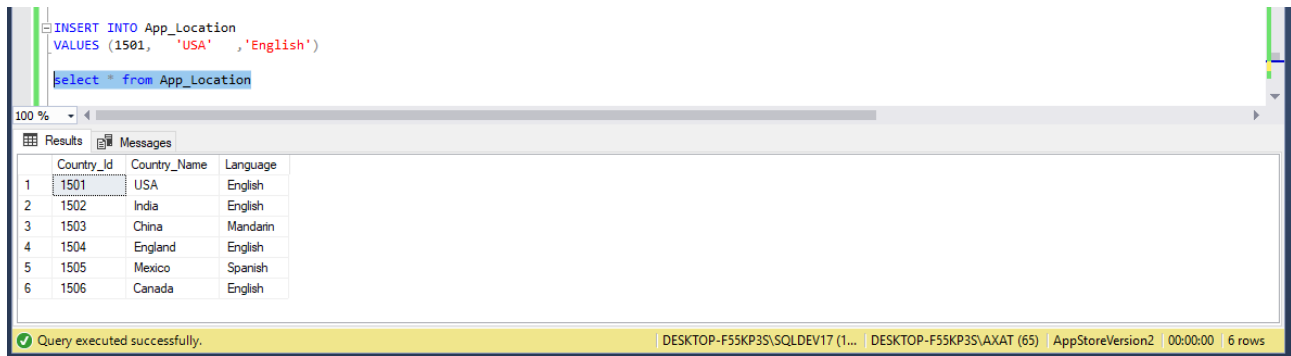 INSERT INTO App_Location
VALUES (1501, 'USA' ,'English')
select * from App_Location
100 %
Results Messages
Country_Id Country_Name Language
1 1501 USA English
2 1502 India English
3 1503 China Mandarin
4 1504 England English
5 1505 Mexico Spanish
6 1506 Canada English
Query executed successfully. DESKTOP-F55KP3S\SQLDEV17 (1... DESKTOP-F55KP3S\AXAT (65) AppStoreVersion2 00:00:00 6 rows